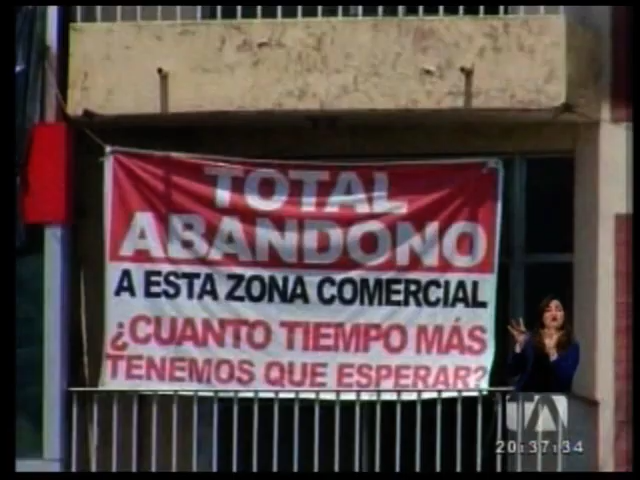 TOTAL
ABANDONO
A ESTA ZONA COMERCIAL
¿CUANTO TIEMPO MÁS
TENEMOS QUE ESPERAR?
20:37:34